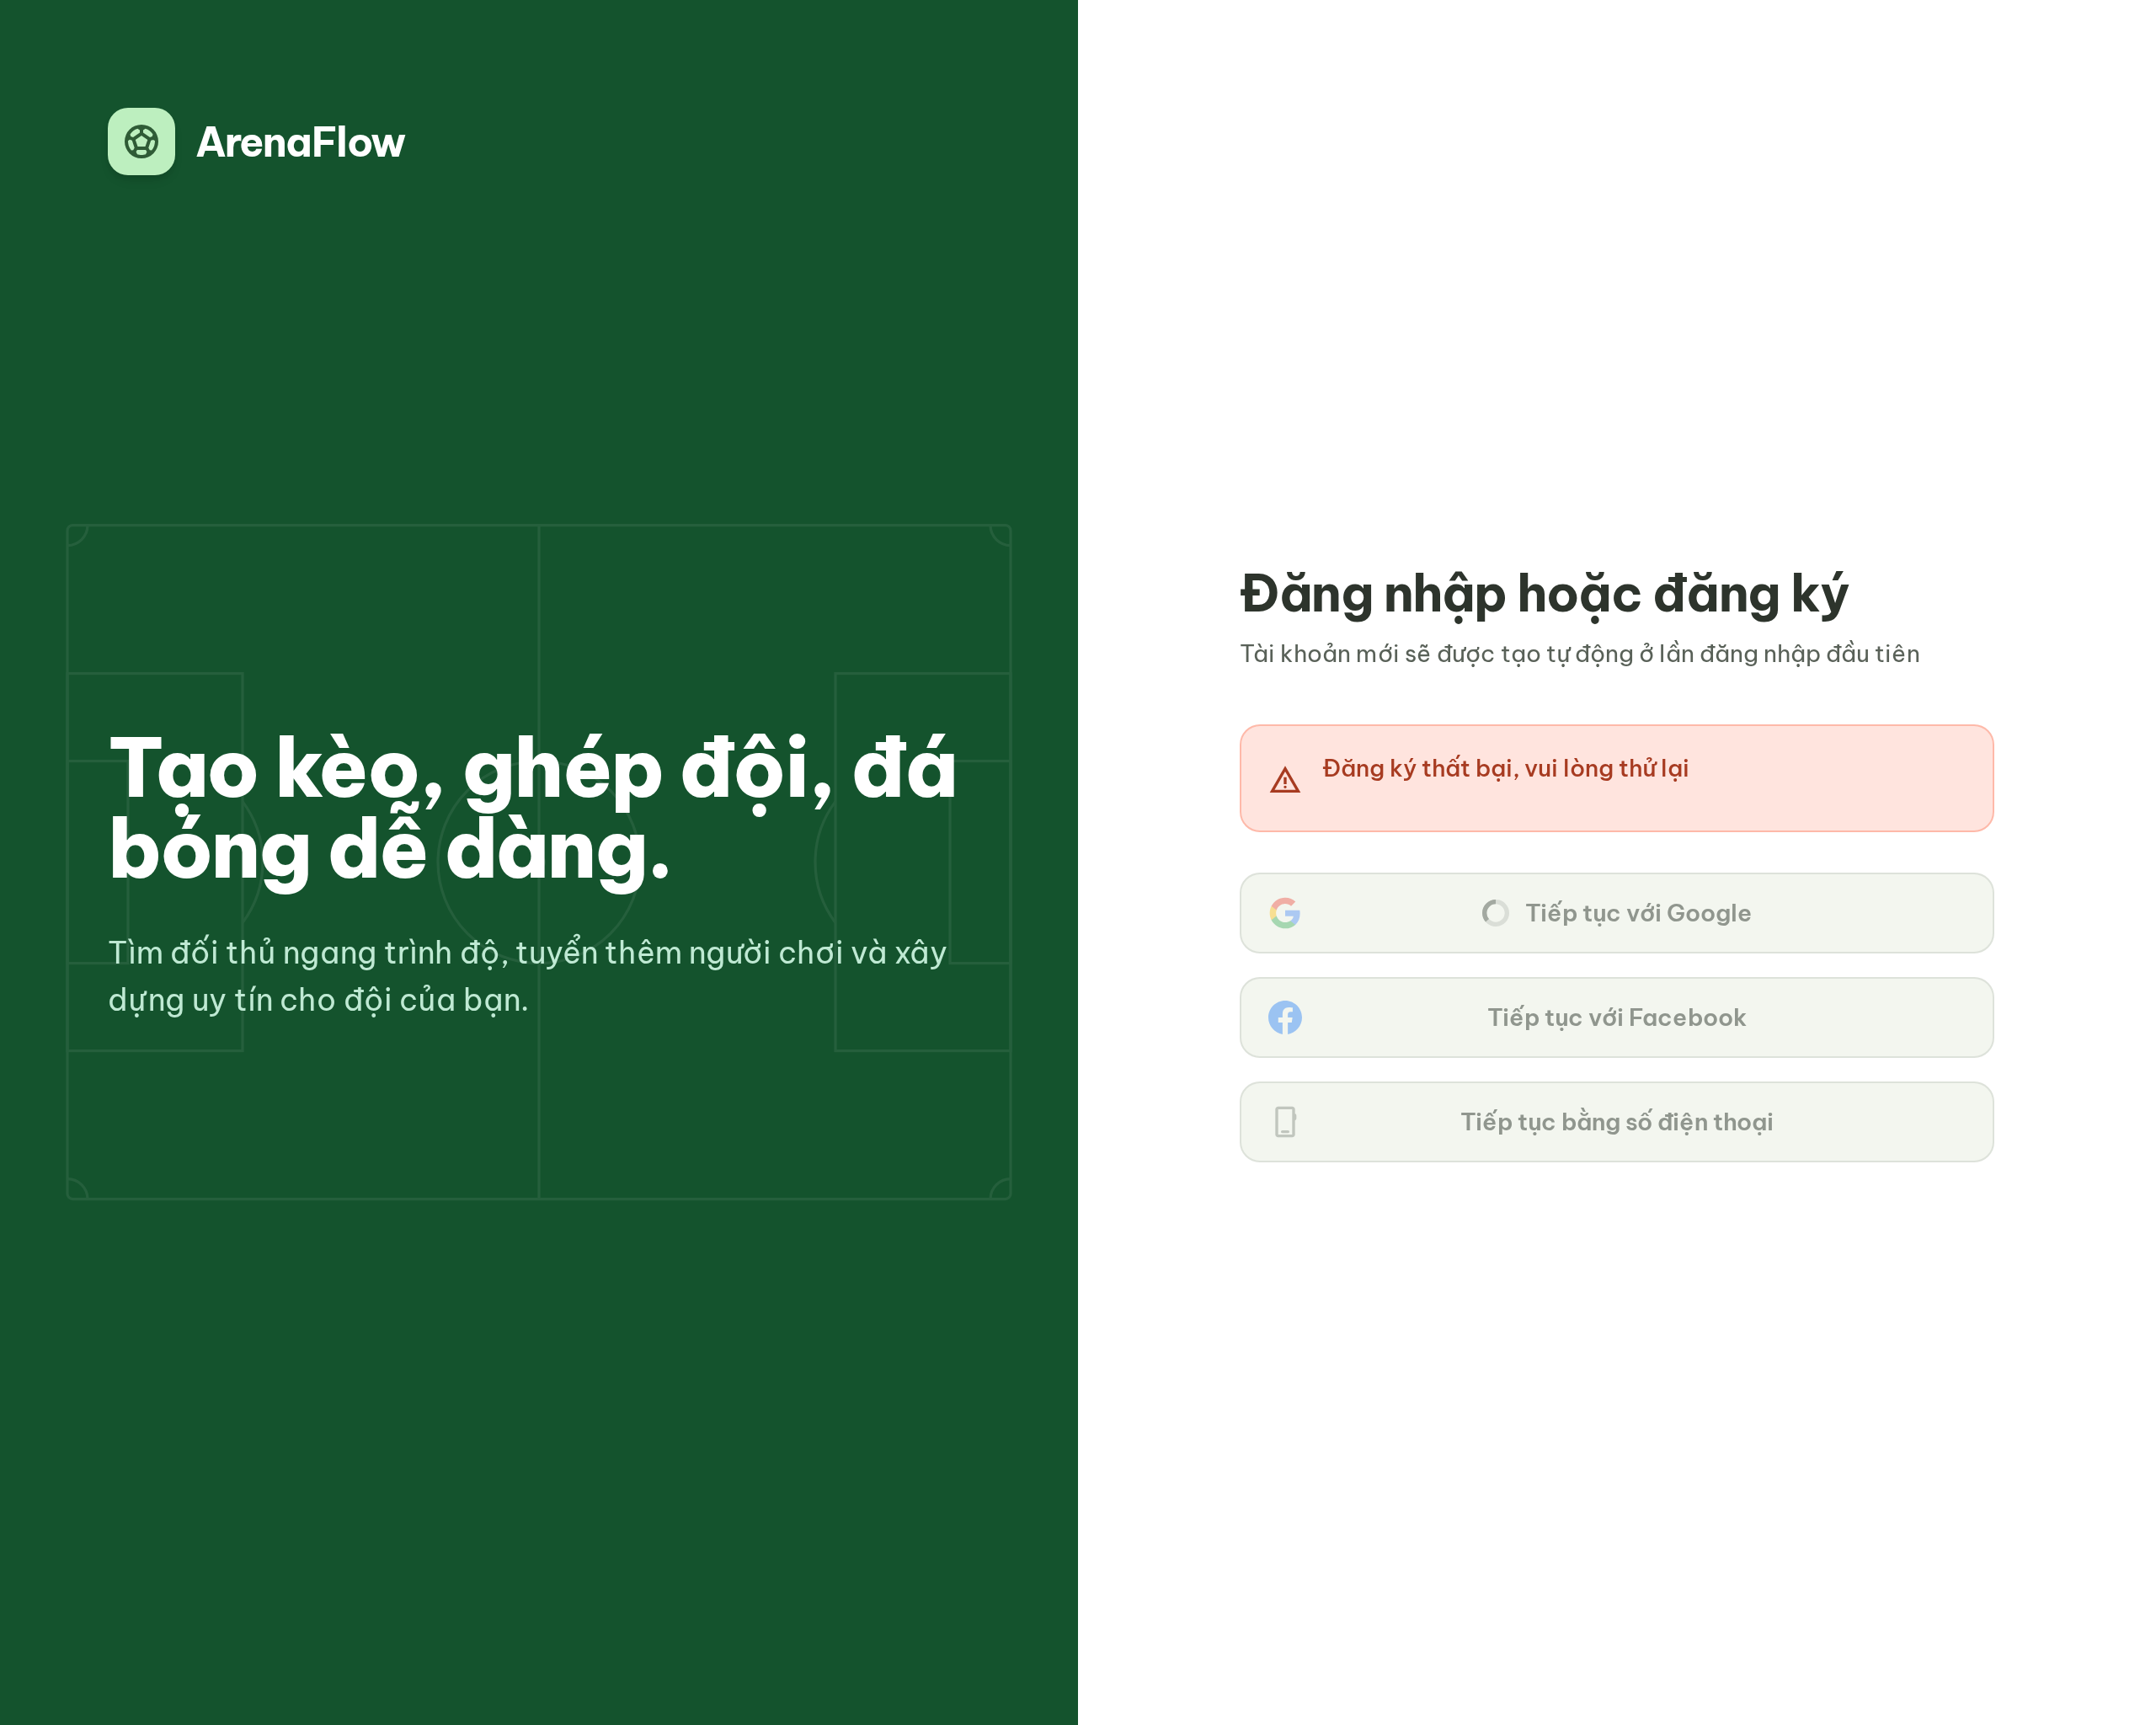 ArenaFlow
Tạo kèo, ghép đội, đá
bóng dễ dàng.
Tìm đối thủ ngang trình độ, tuyển thêm người chơi và xây
dựng uy tín cho đội của bạn.
Đăng nhập hoặc đăng ký
Tài khoản mới sẽ được tạo tự động ở lần đăng nhập đầu tiên
Đăng ký thất bại, vui lòng thử lại
Tiếp tục với Google
Tiếp tục với Facebook
Tiếp tục bằng số điện thoại